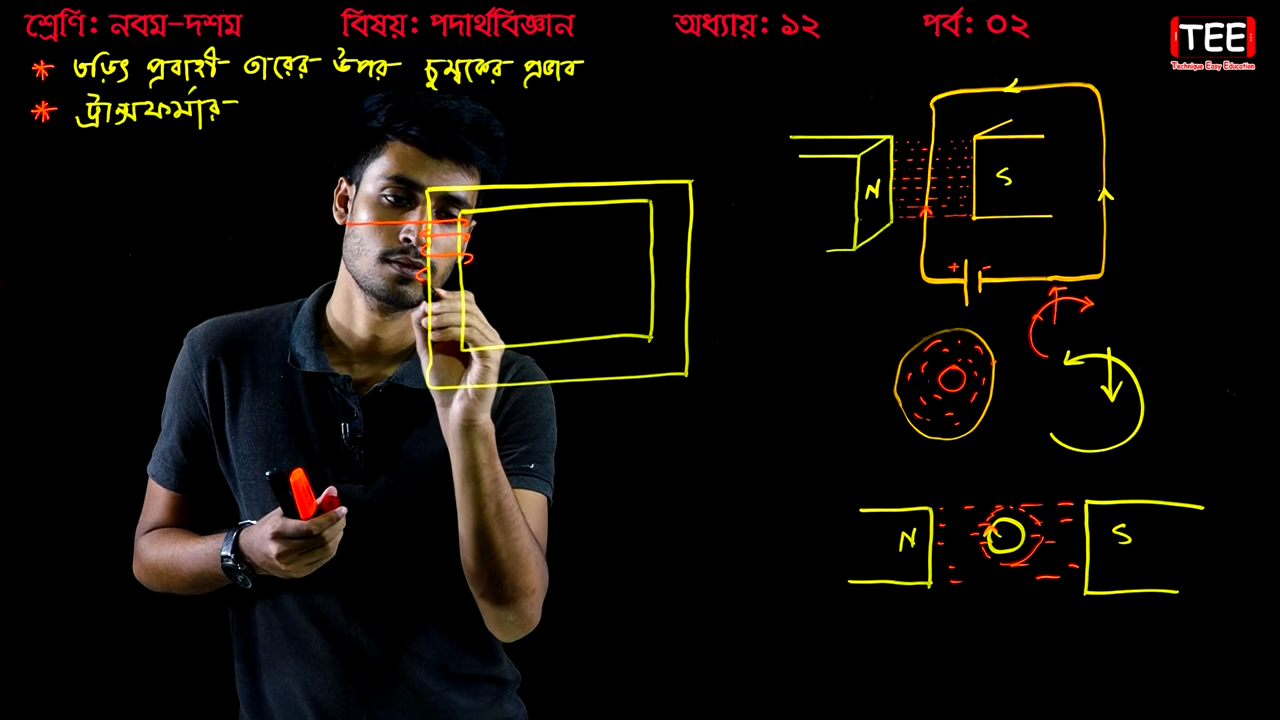 শ্রেণি: নবম-দশম বিষয়: পদার্থবিজ্ঞান অধ্যায়: ১২ পর্ব: ০২
TEE
Technique Easy Education
* তড়িৎ প্রবাহী তারের উপর চুম্বকের প্রভাব
* ট্রান্সফর্মার
N S
+ -
N S